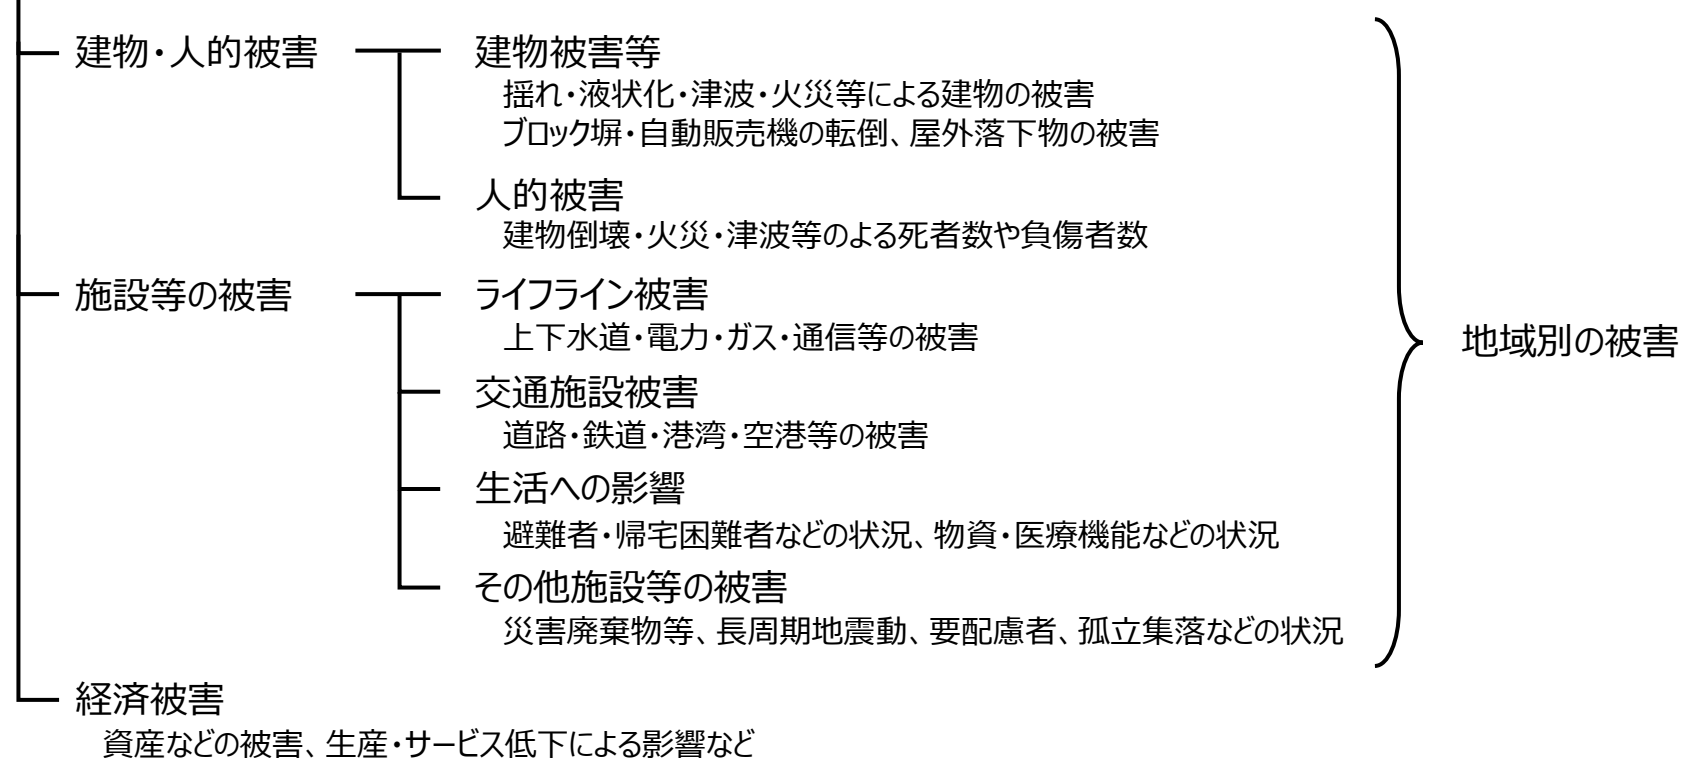 建物・人的被害
建物被害等
揺れ・液状化・津波・火災等による建物の被害
ブロック塀・自動販売機の転倒、屋外落下物の被害
人的被害
建物倒壊・火災・津波等のよる死者数や負傷者数
施設等の被害
ライフライン被害
上下水道・電力・ガス・通信等の被害
交通施設被害
道路・鉄道・港湾・空港等の被害
生活への影響
避難者・帰宅困難者などの状況、物資・医療機能などの状況
その他施設等の被害
災害廃棄物等、長周期地震動、要配慮者、孤立集落などの状況
地域別の被害
経済被害
資産などの被害、生産・サービス低下による影響など